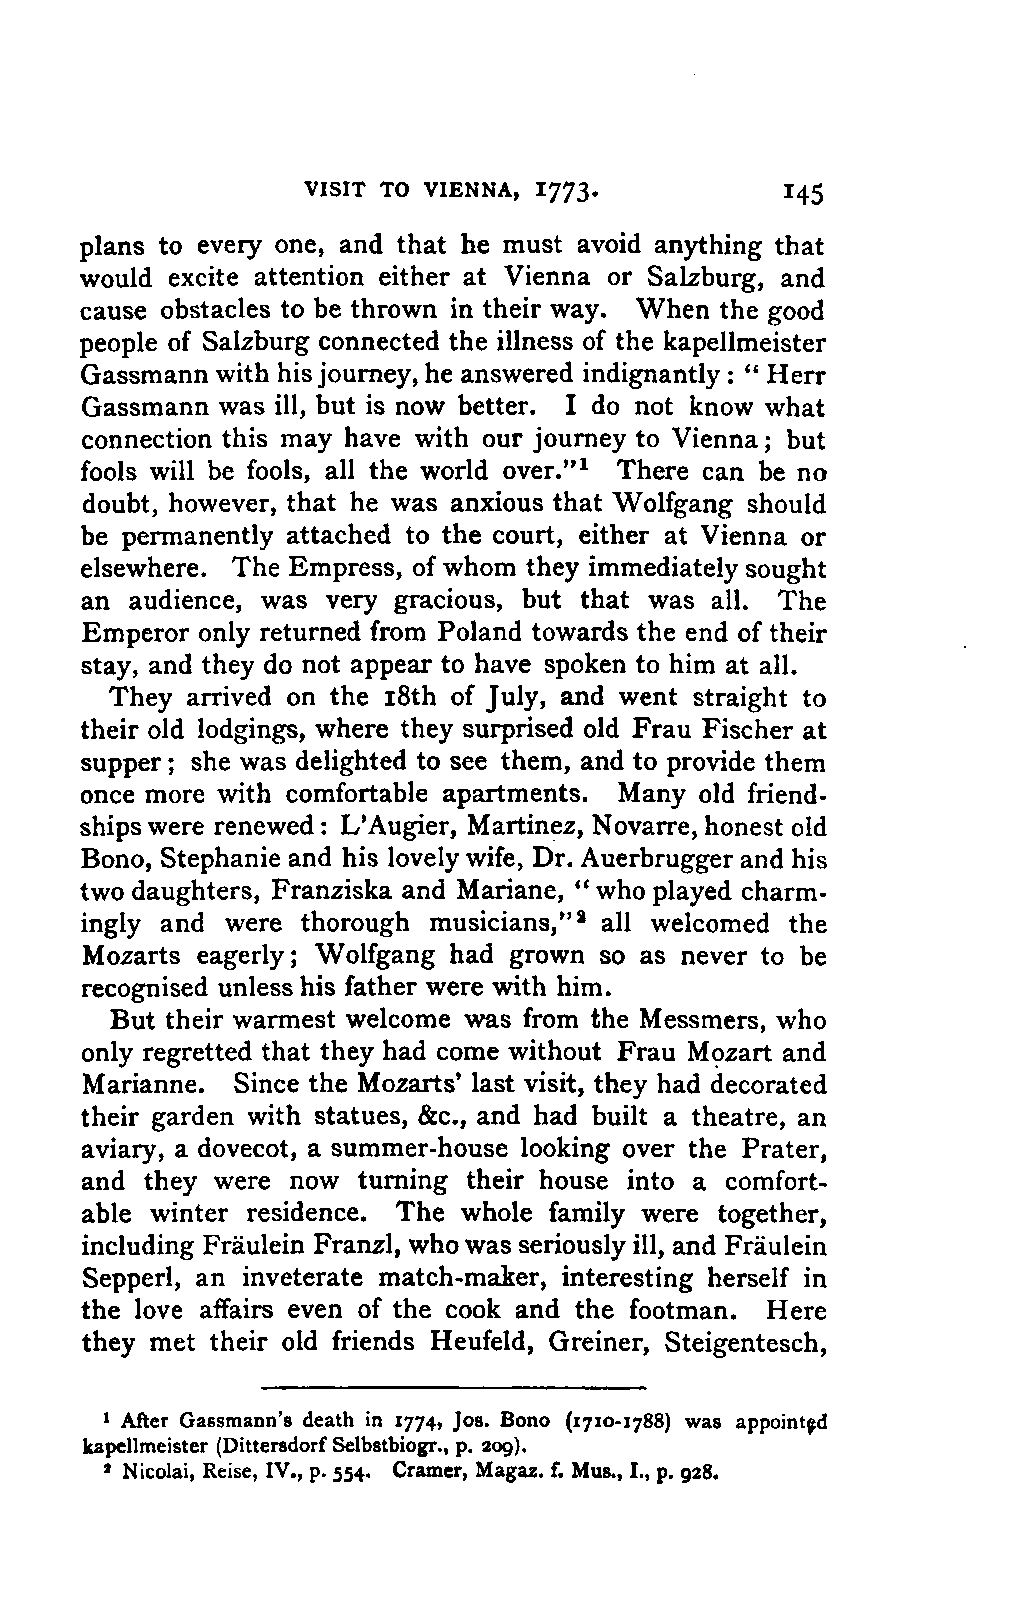 VISIT TO VIENNA, 1773. 145
plans to every one, and that he must avoid anything that
would excite attention either at Vienna or Salzburg, and
cause obstacles to be thrown in their way. When the good
people of Salzburg connected the illness of the kapellmeister
Gassmann with his journey, he answered indignantly : " Herr
Gassmann was ill, but is now better. I do not know what
connection this may have with our journey to Vienna ; but
fools will be fools, all the world over."¹ There can be no
doubt, however, that he was anxious that Wolfgang should
be permanently attached to the court, either at Vienna or
elsewhere. The Empress, of whom they immediately sought
an audience, was very gracious, but that was all. The
Emperor only returned from Poland towards the end of their
stay, and they do not appear to have spoken to him at all.
They arrived on the 18th of July, and went straight to
their old lodgings, where they surprised old Frau Fischer at
supper ; she was delighted to see them, and to provide them
once more with comfortable apartments. Many old friend-
ships were renewed : L'Augier, Martinez, Novarre, honest old
Bono, Stephanie and his lovely wife, Dr. Auerbrugger and his
two daughters, Franziska and Mariane, " who played charm-
ingly and were thorough musicians,"² all welcomed the
Mozarts eagerly ; Wolfgang had grown so as never to be
recognised unless his father were with him.
But their warmest welcome was from the Messmers, who
only regretted that they had come without Frau Mozart and
Marianne. Since the Mozarts' last visit, they had decorated
their garden with statues, &c., and had built a theatre, an
aviary, a dovecot, a summer-house looking over the Prater,
and they were now turning their house into a comfort-
able winter residence. The whole family were together,
including Fräulein Franzl, who was seriously ill, and Fräulein
Sepperl, an inveterate match-maker, interesting herself in
the love affairs even of the cook and the footman. Here
they met their old friends Heufeld, Greiner, Steigentesch,
¹ After Gassmann's death in 1774, Jos. Bono (1710-1788) was appointed
kapellmeister (Dittersdorf Selbstbiogr., p. 209).
² Nicolai, Reise, IV., p. 554. Cramer, Magaz. f. Mus., I., p. 928.